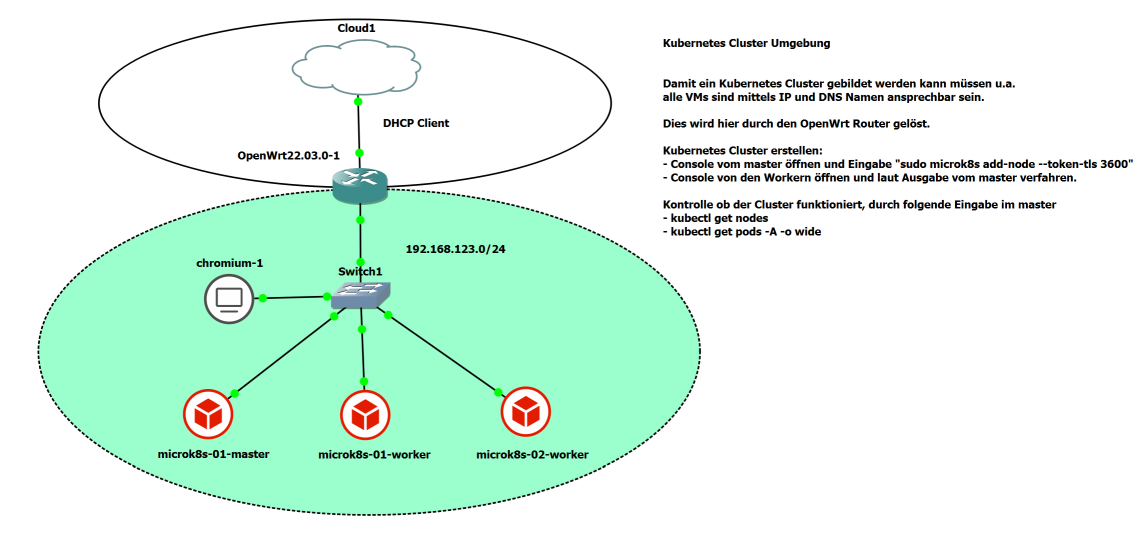 Cloud1
DHCP Client
OpenWrt22.03.0-1
192.168.123.0/24
chromium-1
Switch1
microk8s-01-master
microk8s-01-worker
microk8s-02-worker
Kubernetes Cluster Umgebung
Damit ein Kubernetes Cluster gebildet werden kann müssen u.a.
alle VMs sind mittels IP und DNS Namen ansprechbar sein.
Dies wird hier durch den OpenWrt Router gelöst.
Kubernetes Cluster erstellen:
- Console vom master öffnen und Eingabe "sudo microk8s add-node --token-tls 3600"
- Console von den Workern öffnen und laut Ausgabe vom master verfahren.
Kontrolle ob der Cluster funktioniert, durch folgende Eingabe im master
- kubectl get nodes
- kubectl get pods -A -o wide